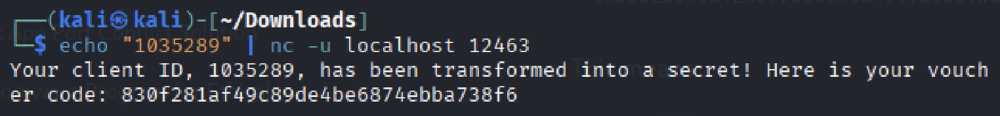 ┌──(kali㉿kali)-[~/Downloads]
└─$ echo "1035289" | nc -u localhost 12463
Your client ID, 1035289, has been transformed into a secret! Here is your vouch
er code: 830f281af49c89de4be6874ebba738f6